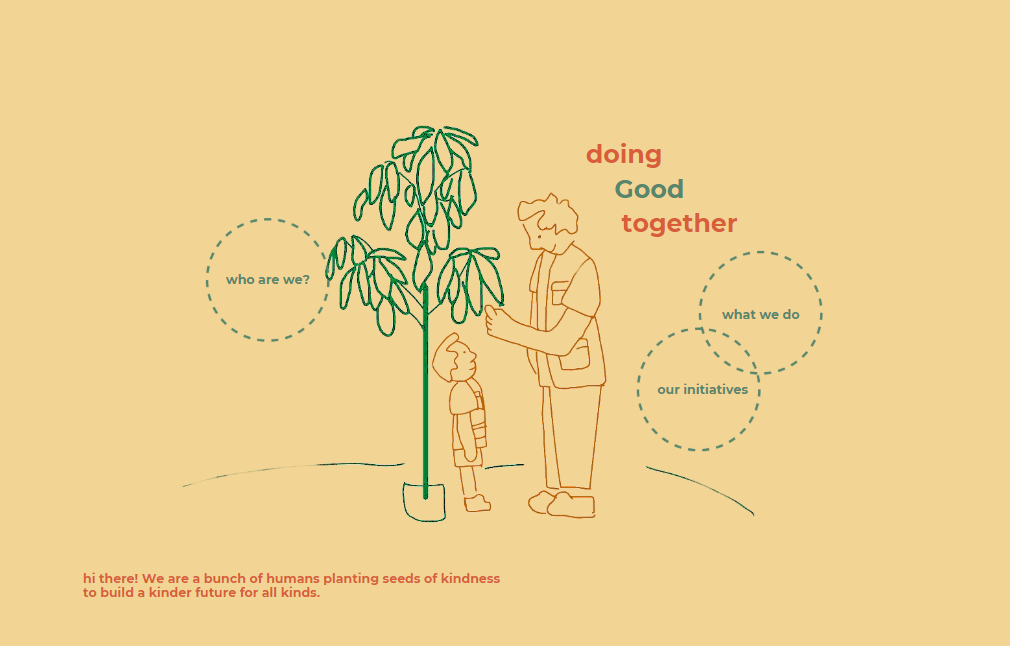 doing
Good
together
who are we?
what we do
our initiatives
hi there! We are a bunch of humans planting seeds of kindness
to build a kinder future for all kinds.